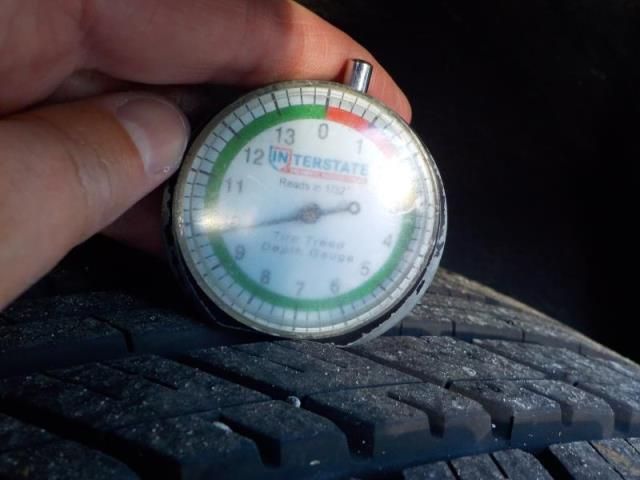 0
13
1
12
INTERSTATE
Reads in 1/32"
11
Tire Tread
Depth Gauge
4
9
5
8
6
7